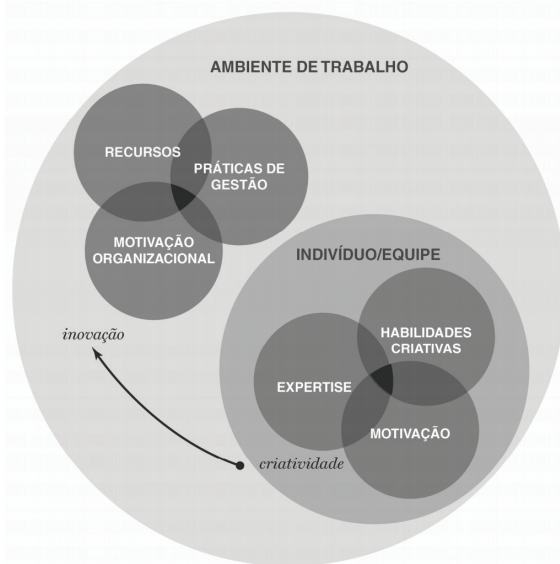 AMBIENTE DE TRABALHO
RECURSOS
PRÁTICAS DE
GESTÃO
MOTIVAÇÃO
ORGANIZACIONAL
INDIVÍDUO/EQUIPE
HABILIDADES
CRIATIVAS
EXPERTISE
MOTIVAÇÃO
inovação
criatividade